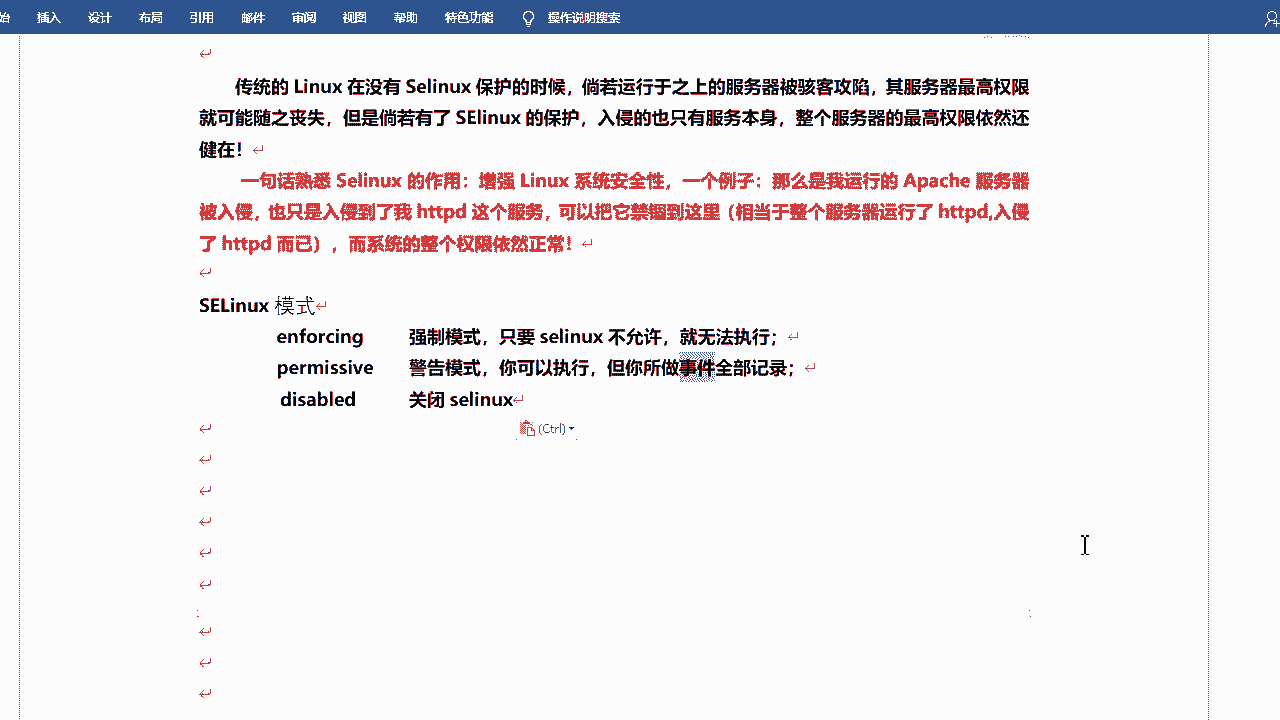 始 插入 设计 布局 引用 邮件 审阅 视图 帮助 特色功能 操作说明搜索
传统的 Linux 在没有 Selinux 保护的时候，倘若运行于之上的服务器被骇客攻陷，其服务器最高权限
就可能随之丧失，但是倘若有了 SElinux 的保护，入侵的也只有服务本身，整个服务器的最高权限依然还
健在！
一句话熟悉 Selinux 的作用：增强 Linux 系统安全性，一个例子：那么是我运行的 Apache 服务器
被入侵，也只是入侵到了我 httpd 这个服务，可以把它禁锢到这里（相当于整个服务器运行了 httpd,入侵
了 httpd 而已），而系统的整个权限依然正常！
SELinux 模式
enforcing 强制模式，只要 selinux 不允许，就无法执行；
permissive 警告模式，你可以执行，但你所做事件全部记录；
disabled 关闭 selinux
(Ctrl)